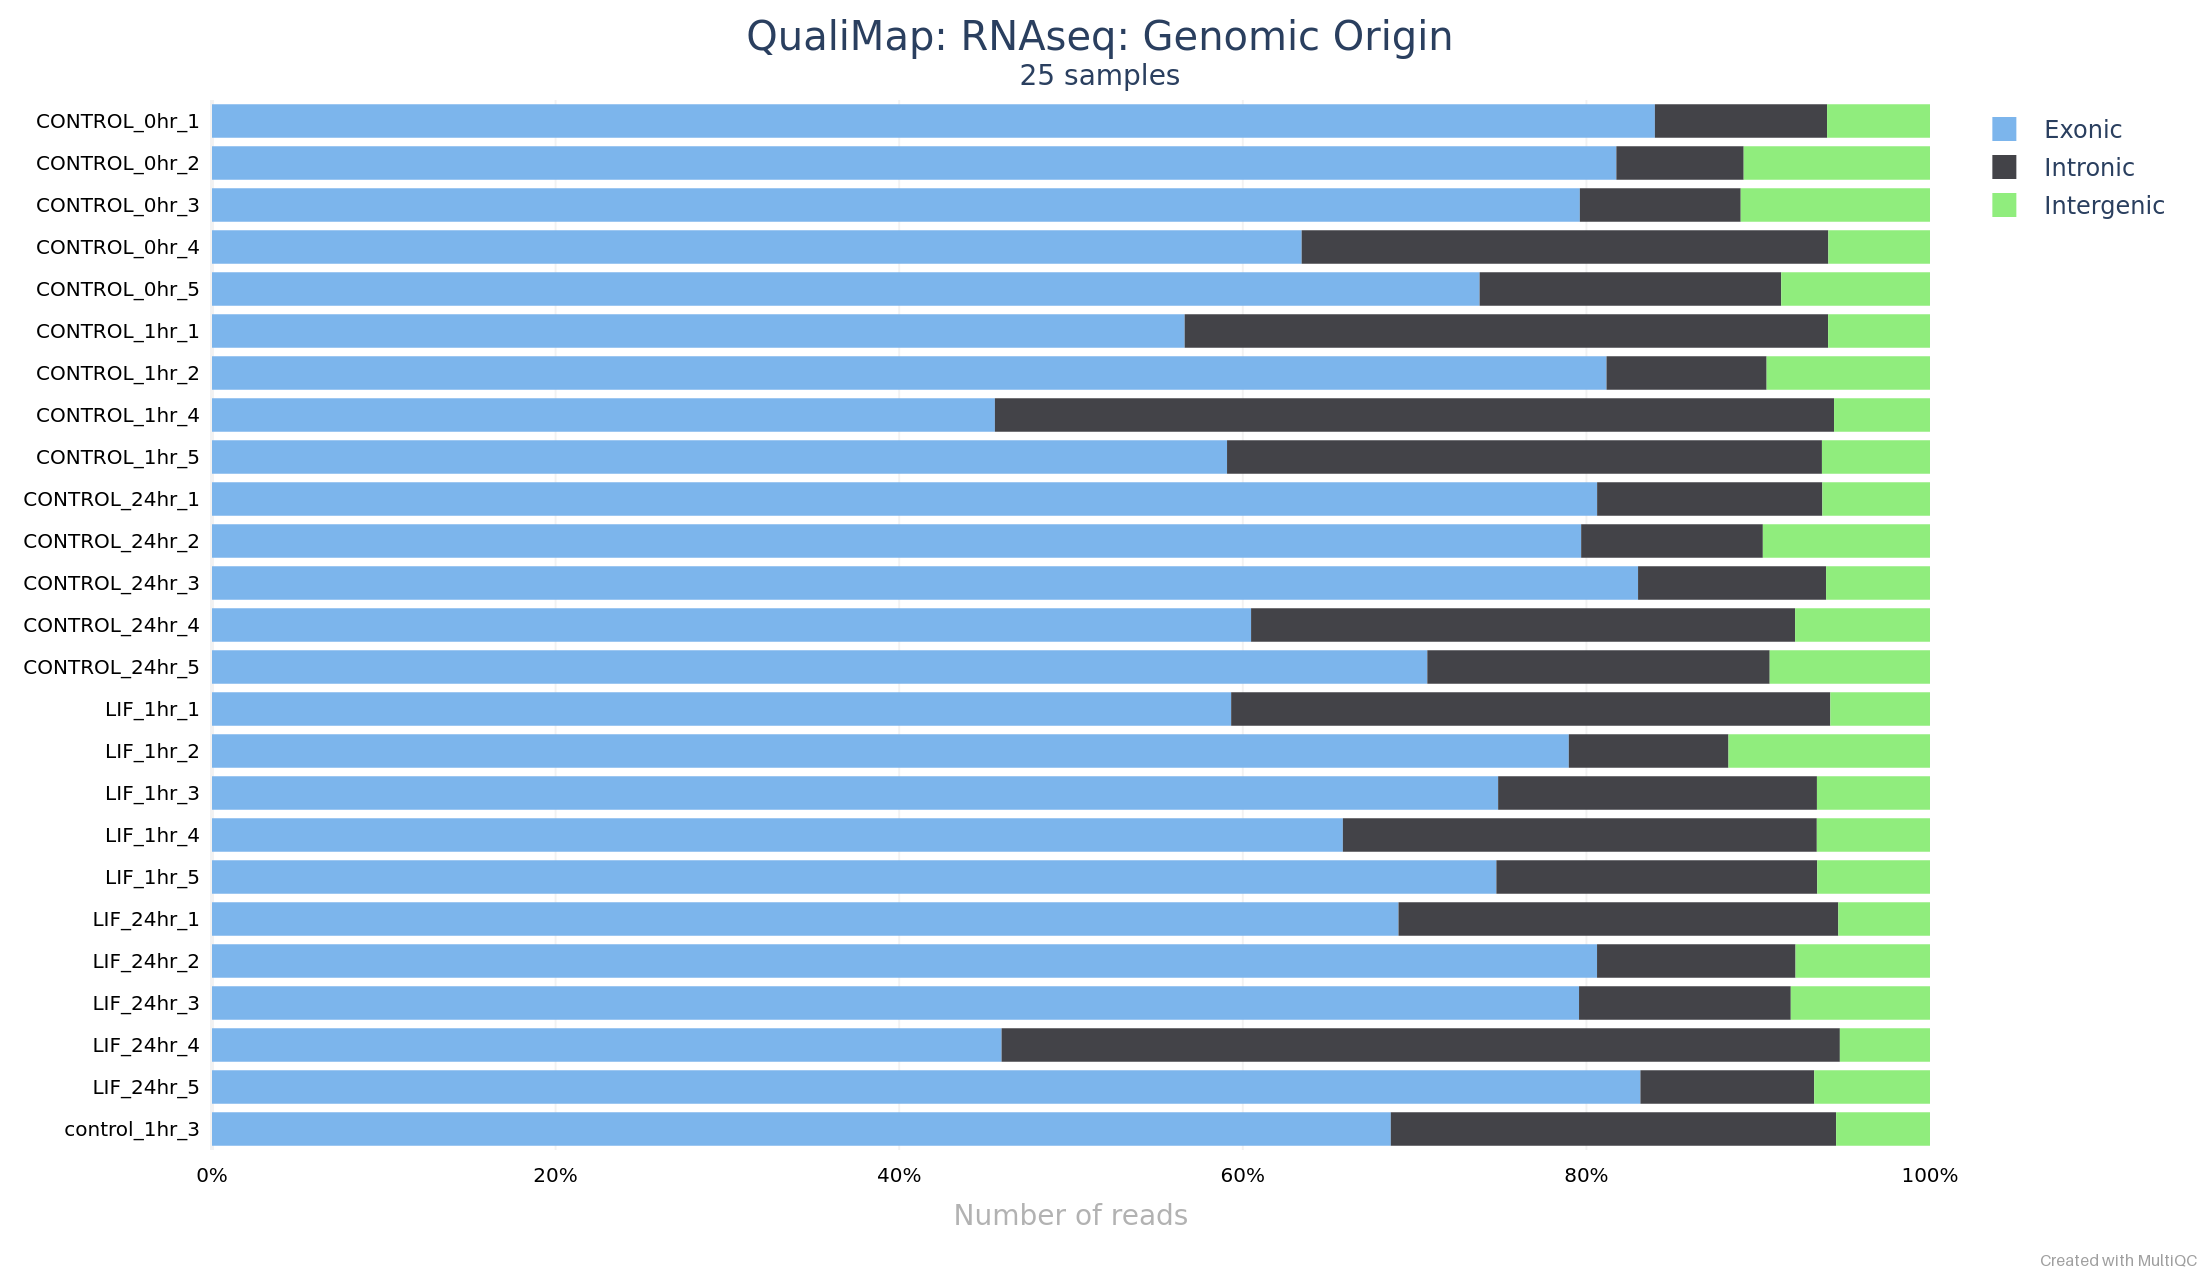 QualiMap: RNAseq: Genomic Origin
25 samples
CONTROL_0hr_1
CONTROL_0hr_2
CONTROL_0hr_3
CONTROL_0hr_4
CONTROL_0hr_5
CONTROL_1hr_1
CONTROL_1hr_2
CONTROL_1hr_4
CONTROL_1hr_5
CONTROL_24hr_1
CONTROL_24hr_2
CONTROL_24hr_3
CONTROL_24hr_4
CONTROL_24hr_5
LIF_1hr_1
LIF_1hr_2
LIF_1hr_3
LIF_1hr_4
LIF_1hr_5
LIF_24hr_1
LIF_24hr_2
LIF_24hr_3
LIF_24hr_4
LIF_24hr_5
control_1hr_3
0% 20% 40% 60% 80% 100%
Number of reads
Exonic
Intronic
Intergenic
Created with MultiQC